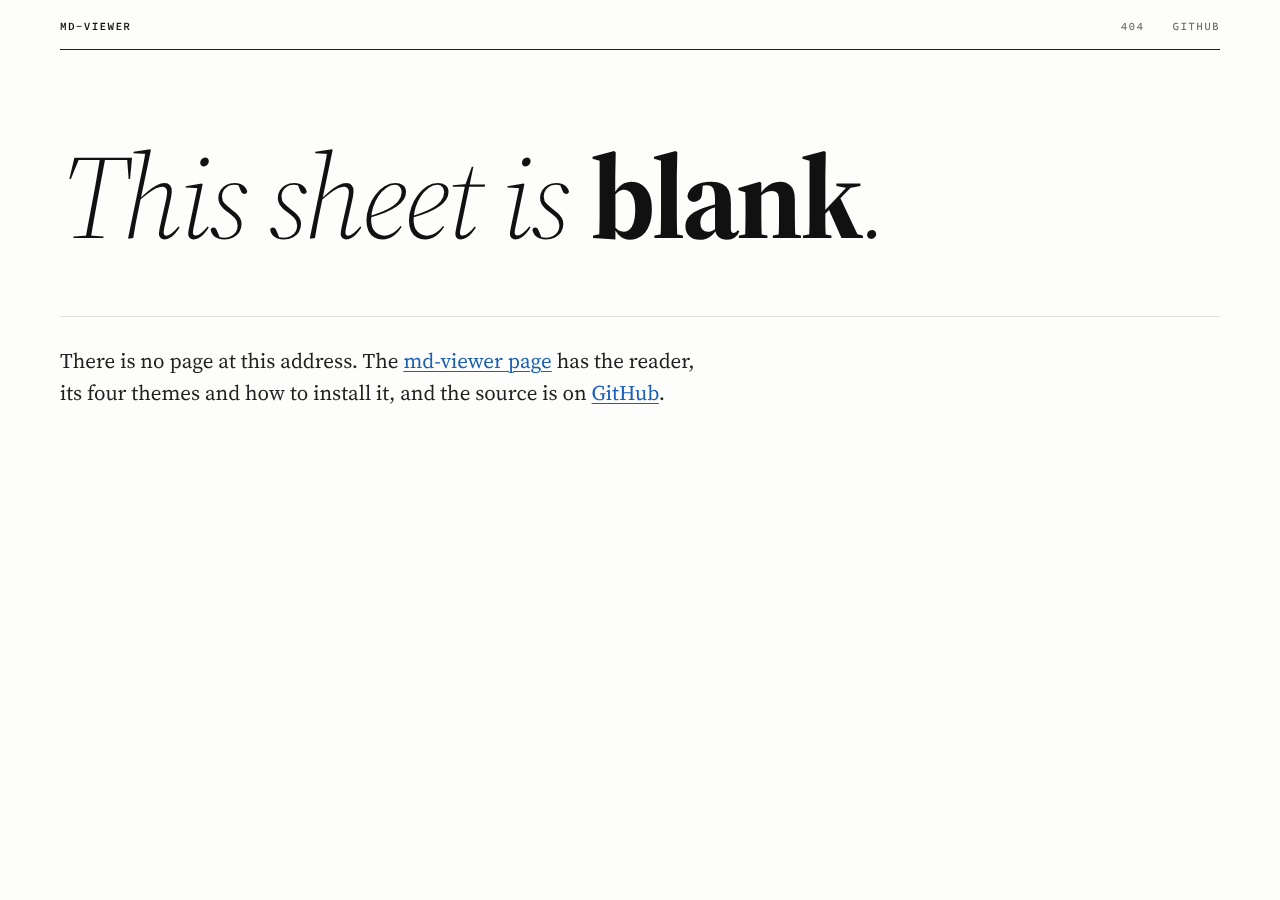 MD-VIEWER
404 GITHUB
This sheet is blank.
There is no page at this address. The md-viewer page has the reader,
its four themes and how to install it, and the source is on GitHub.